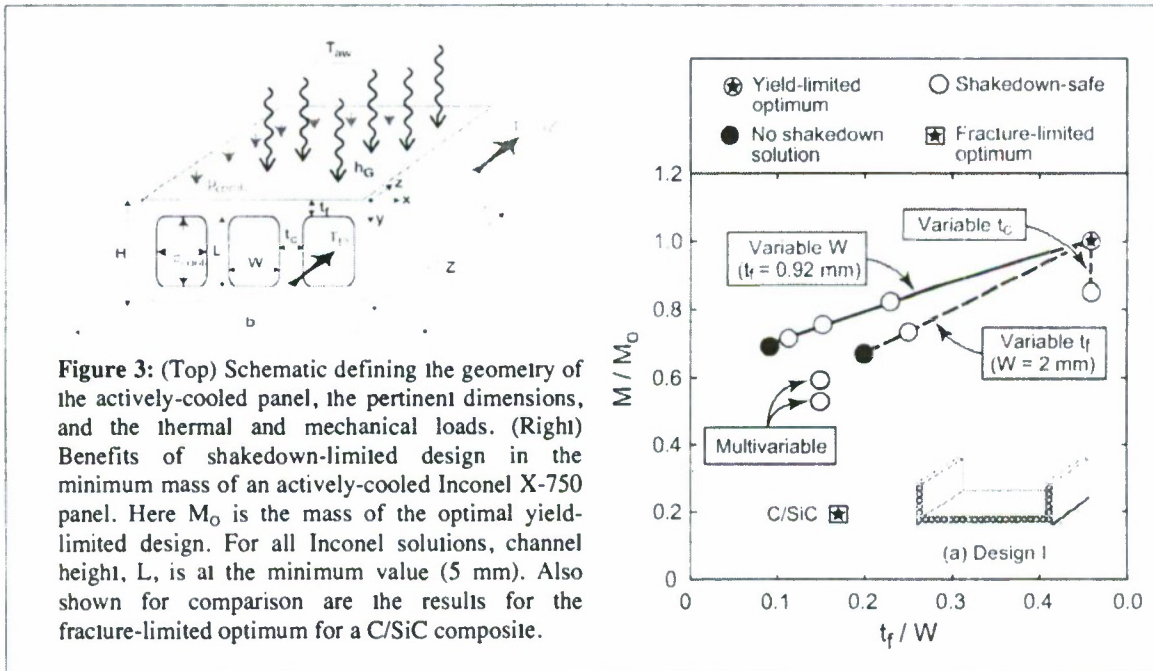 T_aw
h_G
z
x
t_f
y
H
L
t_c
W
Z
b
Figure 3: (Top) Schematic defining the geometry of
the actively-cooled panel, the pertinent dimensions,
and the thermal and mechanical loads. (Right)
Benefits of shakedown-limited design in the
minimum mass of an actively-cooled Inconel X-750
panel. Here M_O is the mass of the optimal yield-
limited design. For all Inconel solutions, channel
height, L, is at the minimum value (5 mm). Also
shown for comparison are the results for the
fracture-limited optimum for a C/SiC composite.
Yield-limited
optimum
Shakedown-safe
No shakedown
solution
Fracture-limited
optimum
1.2
1.0
0.8
0.6
0.4
0.2
0
M / M_O
Variable t_c
Variable W
(t_f = 0.92 mm)
Variable t_f
(W = 2 mm)
Multivariable
C/SiC
(a) Design I
0
0.1
0.2
0.3
0.4
0.0
t_f / W